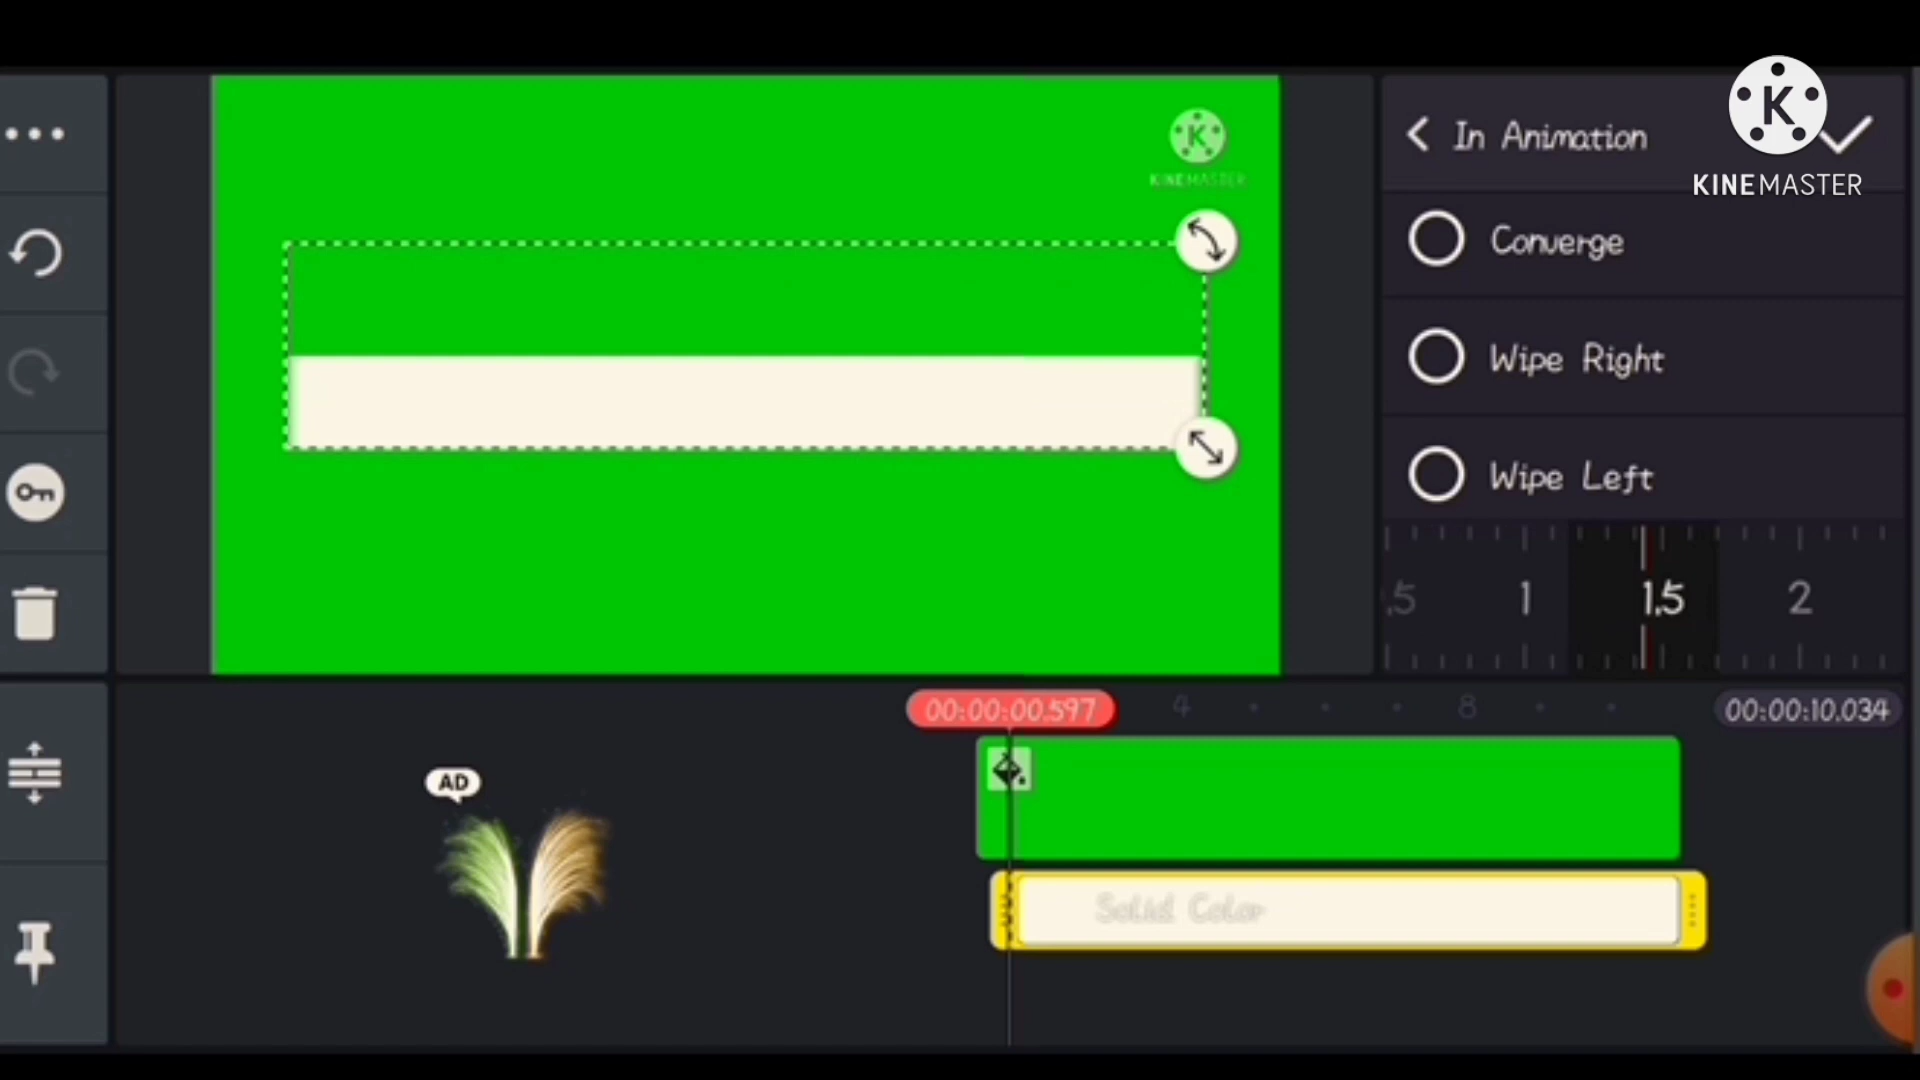 K
KINEMASTER
In Animation
K
KINEMASTER
Converge
Wipe Right
Wipe Left
.5 1 1.5 2
00:00:00.597 4 8 00:00:10.034
AD
Solid Color